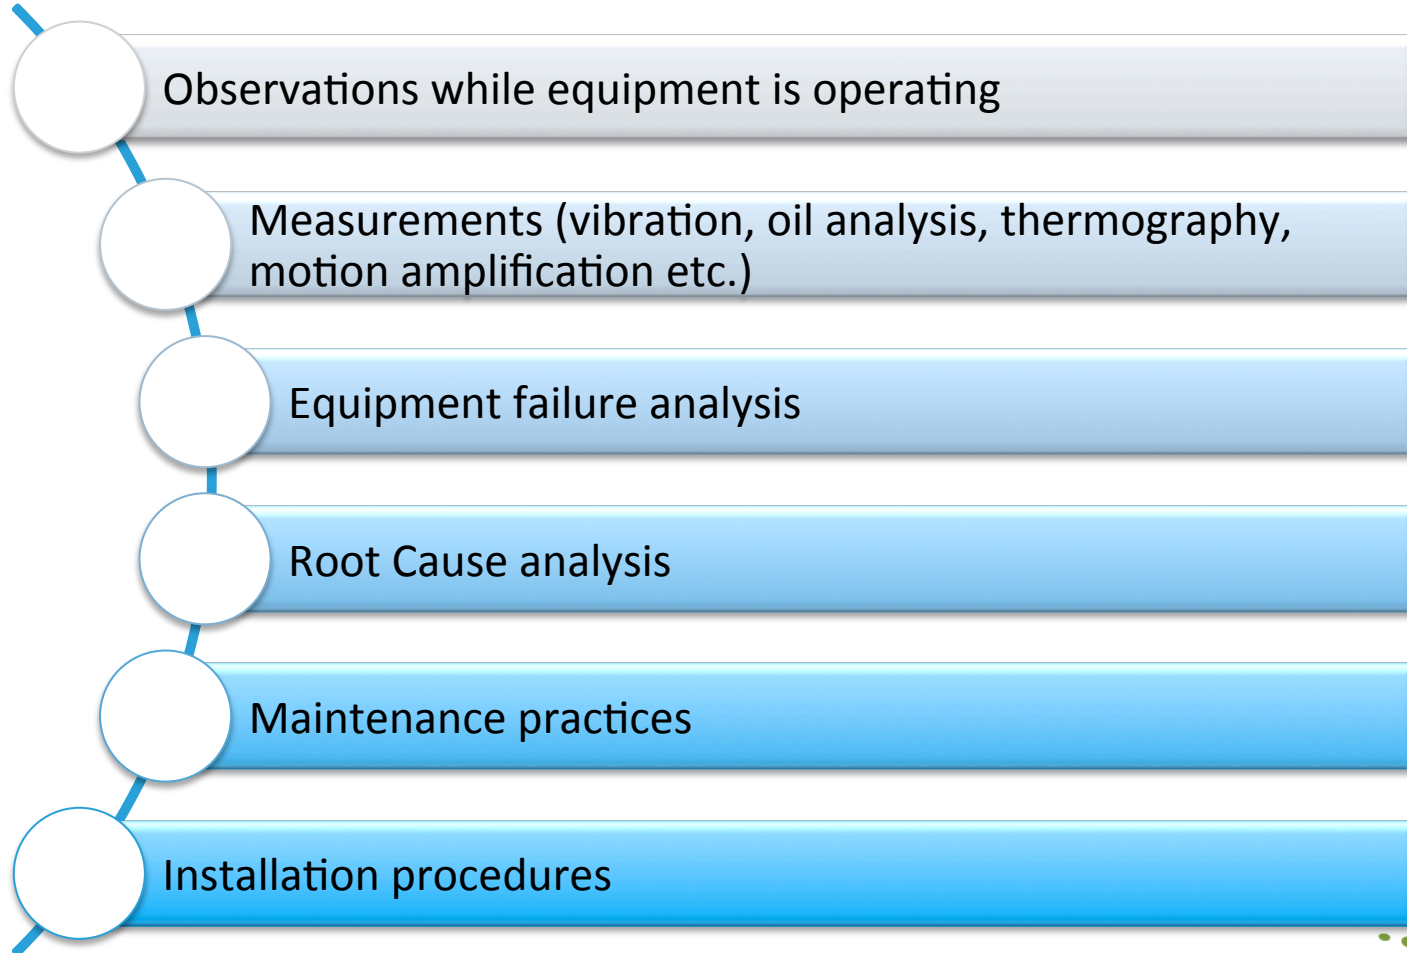 Observations while equipment is operating
Measurements (vibration, oil analysis, thermography,
motion amplification etc.)
Equipment failure analysis
Root Cause analysis
Maintenance practices
Installation procedures